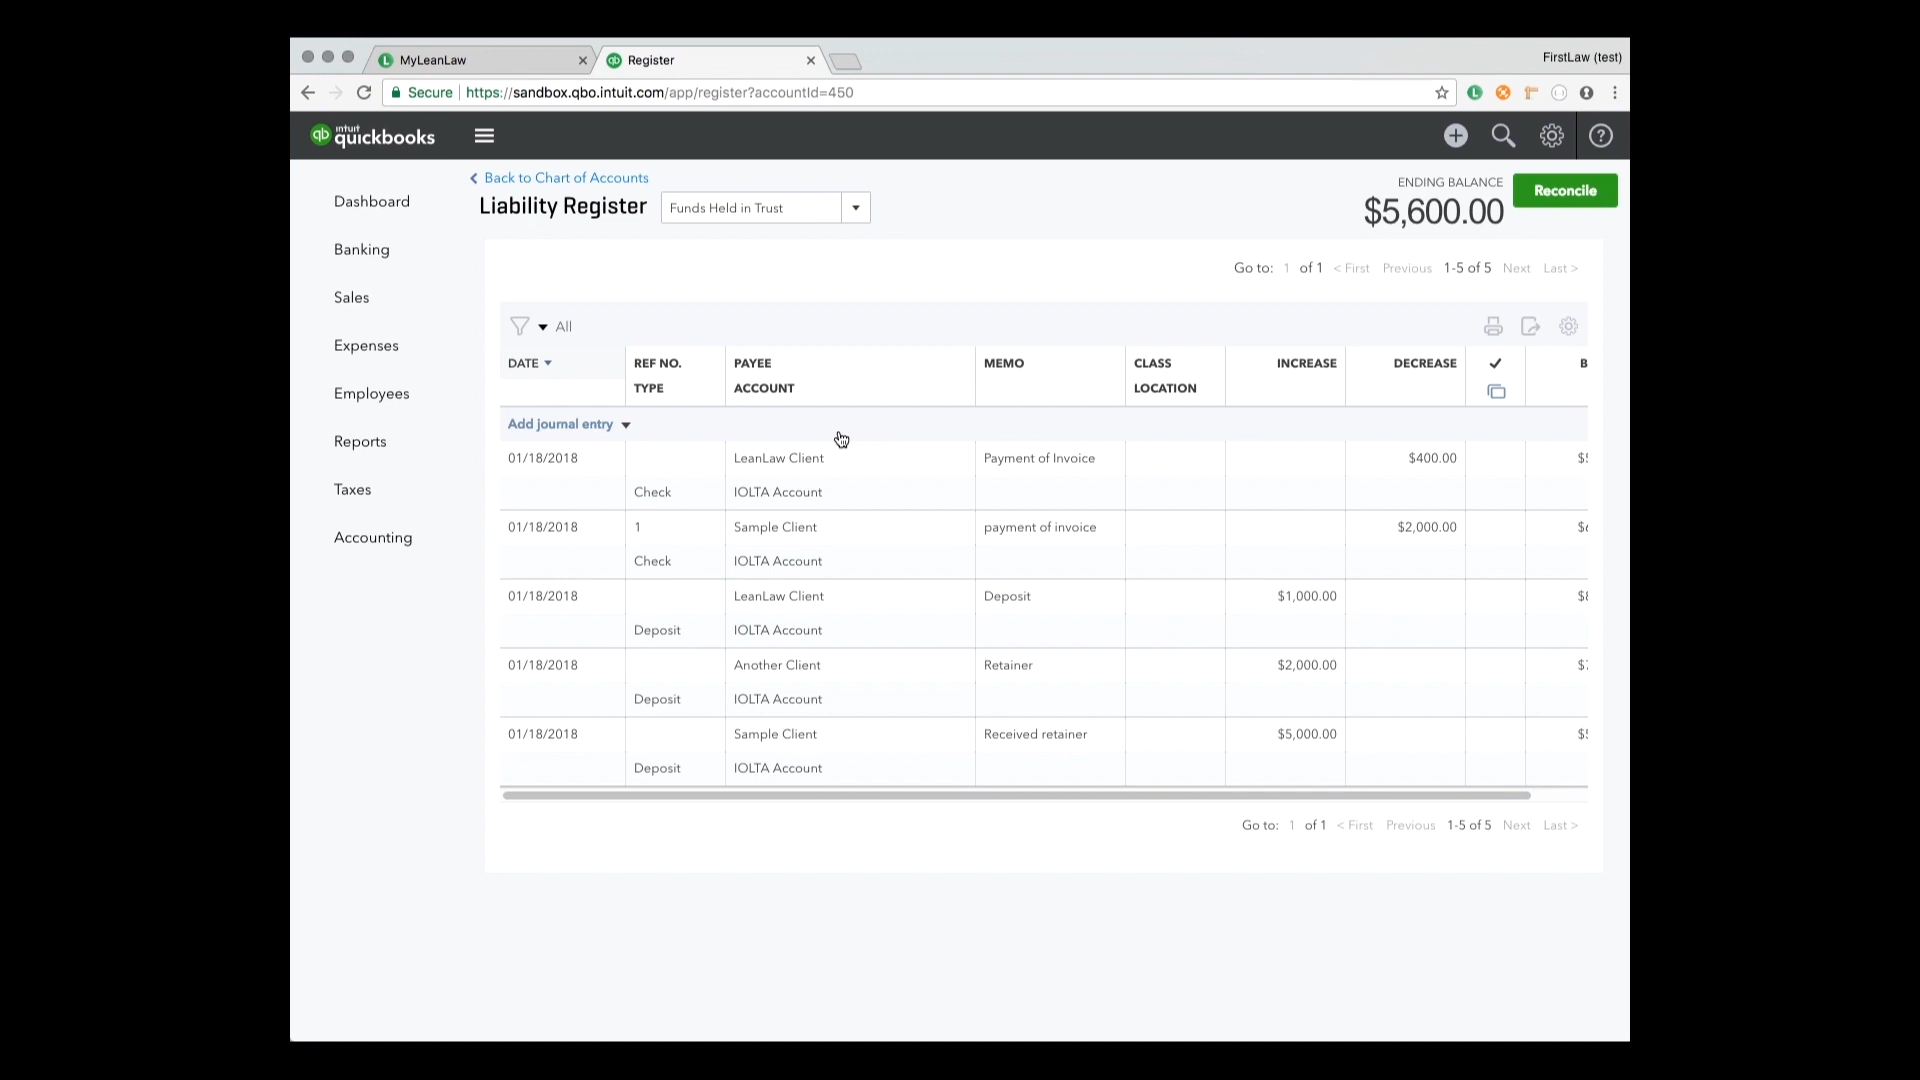 MyLeanLaw
Register
FirstLaw (test)
Secure
https://sandbox.qbo.intuit.com/app/register?accountId=450
qb intuit quickbooks
Back to Chart of Accounts
Liability Register
Funds Held in Trust
ENDING BALANCE
$5,600.00
Reconcile
Dashboard
Banking
Sales
Expenses
Employees
Reports
Taxes
Accounting
Go to: 1 of 1 < First Previous 1-5 of 5 Next Last >
All
DATE REF NO. PAYEE MEMO CLASS INCREASE DECREASE ✓ B
TYPE ACCOUNT LOCATION
Add journal entry
01/18/2018 LeanLaw Client Payment of Invoice $400.00
Check IOLTA Account
01/18/2018 1 Sample Client payment of invoice $2,000.00
Check IOLTA Account
01/18/2018 LeanLaw Client Deposit $1,000.00
Deposit IOLTA Account
01/18/2018 Another Client Retainer $2,000.00
Deposit IOLTA Account
01/18/2018 Sample Client Received retainer $5,000.00
Deposit IOLTA Account
Go to: 1 of 1 < First Previous 1-5 of 5 Next Last >